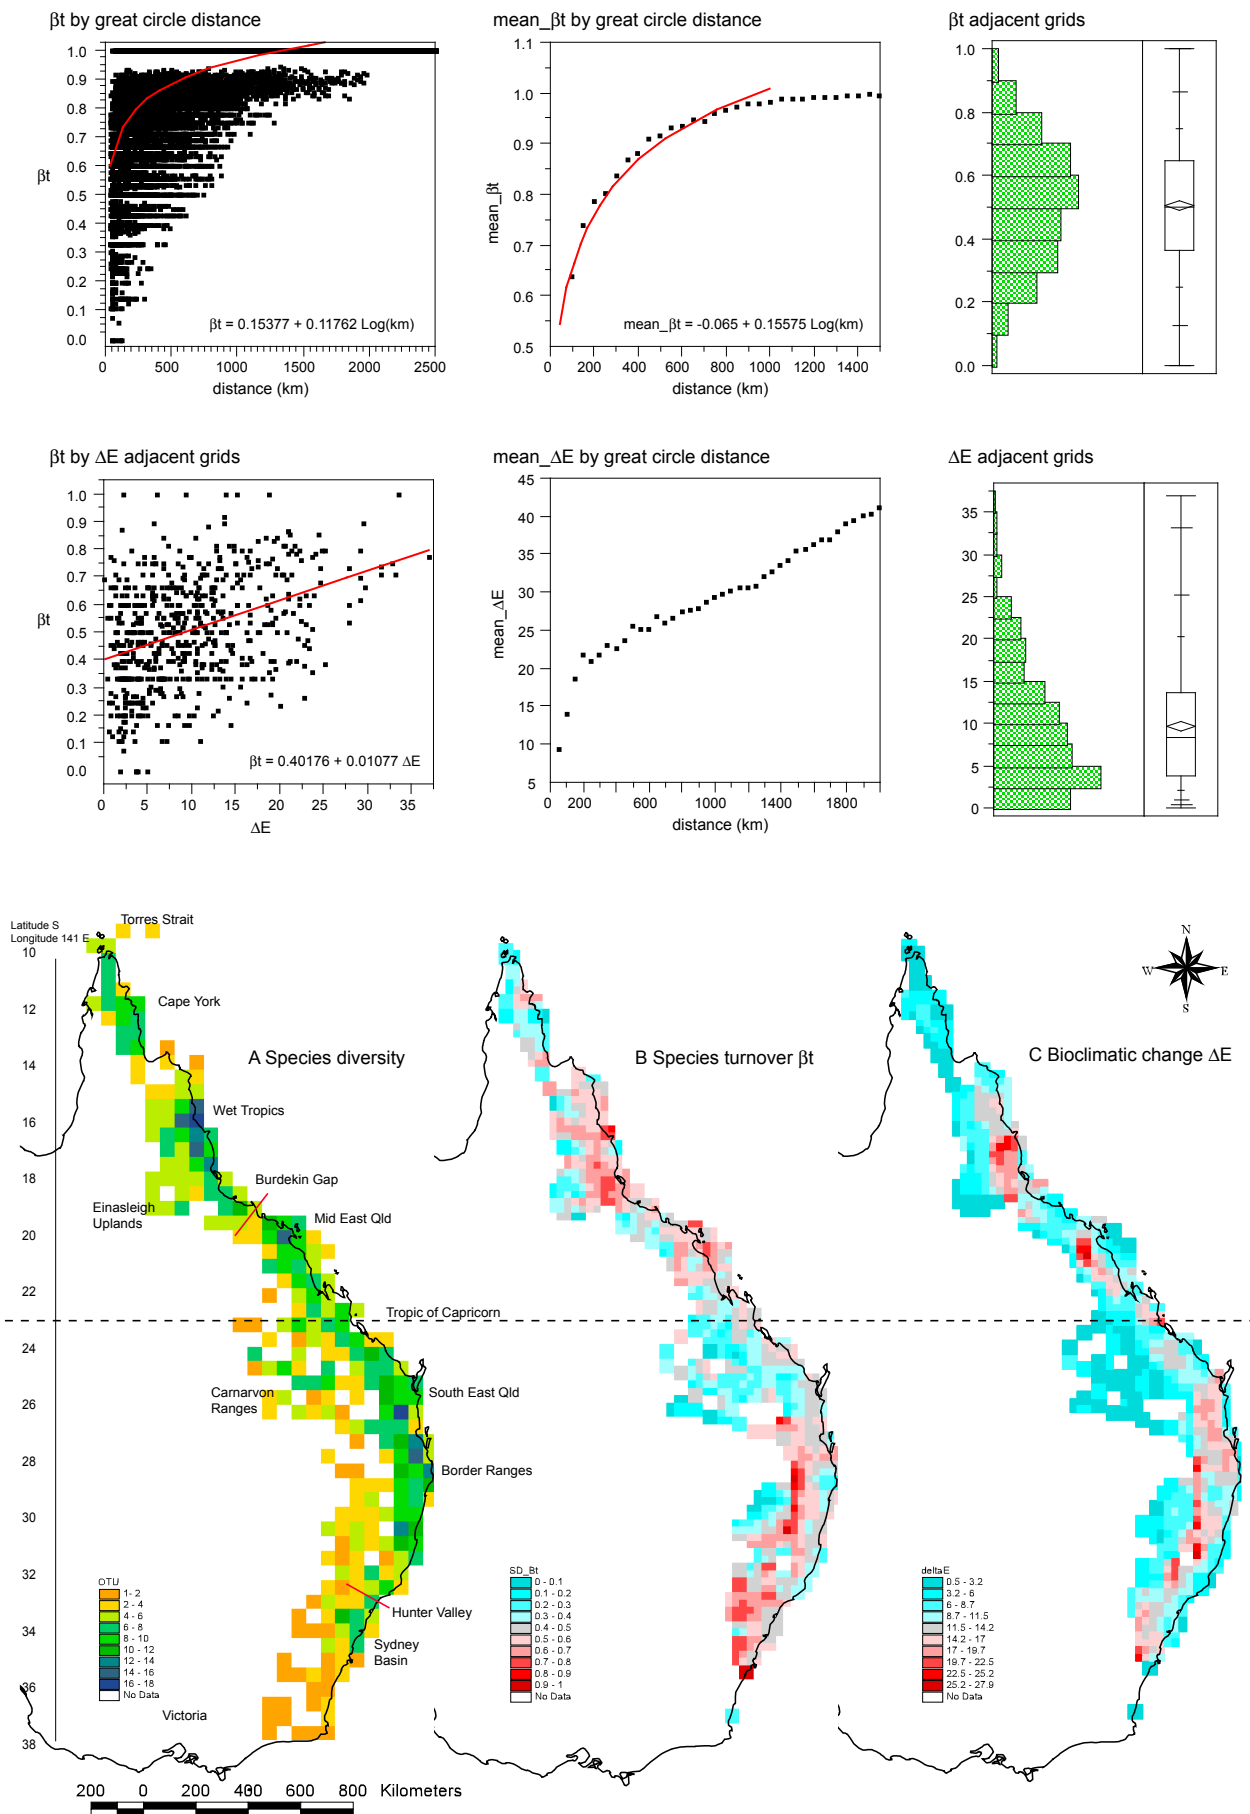 βt by great circle distance
mean_βt by great circle distance
βt adjacent grids
1.0
0.9
0.8
0.7
0.6
0.5
0.4
0.3
0.2
0.1
0.0
βt
βt = 0.15377 + 0.11762 Log(km)
0 500 1000 1500 2000 2500
distance (km)
1.1
1.0
0.9
0.8
0.7
0.6
0.5
mean_βt
mean_βt = -0.065 + 0.15575 Log(km)
0 200 400 600 800 1000 1400
distance (km)
1.0
0.8
0.6
0.4
0.2
0.0
βt by ΔE adjacent grids
mean_ΔE by great circle distance
ΔE adjacent grids
1.0
0.9
0.8
0.7
0.6
0.5
0.4
0.3
0.2
0.1
0.0
βt
βt = 0.40176 + 0.01077 ΔE
0 5 10 15 20 25 30 35
ΔE
45
40
35
30
25
20
15
10
5
mean_ΔE
0 200 600 1000 1400 1800
distance (km)
35
30
25
20
15
10
5
0
Latitude S
Longitude 141 E
10
12
14
16
18
20
22
24
26
28
30
32
34
36
38
Torres Strait
Cape York
A Species diversity
Wet Tropics
Burdekin Gap
Einasleigh
Uplands
Mid East Qld
Tropic of Capricorn
Carnarvon
Ranges
South East Qld
Border Ranges
Hunter Valley
Sydney
Basin
Victoria
OTU
1 - 2
2 - 4
4 - 6
6 - 8
8 - 10
10 - 12
12 - 14
14 - 16
16 - 18
No Data
200 0 200 400 600 800 Kilometers
B Species turnover βt
SD_Bt
0 - 0.1
0.1 - 0.2
0.2 - 0.3
0.3 - 0.4
0.4 - 0.5
0.5 - 0.6
0.6 - 0.7
0.7 - 0.8
0.8 - 0.9
0.9 - 1
No Data
N
W E
S
C Bioclimatic change ΔE
deltaE
0.5 - 3.2
3.2 - 6
6 - 8.7
8.7 - 11.5
11.5 - 14.2
14.2 - 17
17 - 19.7
19.7 - 22.5
22.5 - 25.2
25.2 - 27.9
No Data